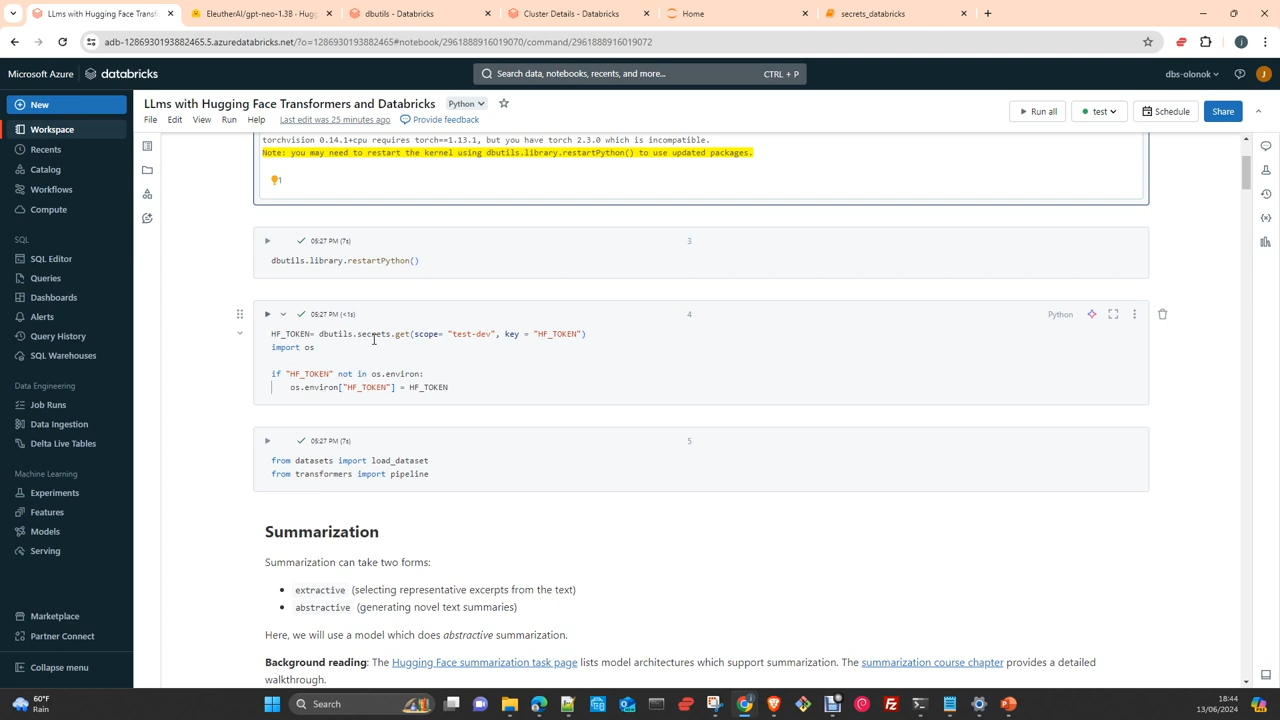 LLms with Hugging Face Transf
EleutherAI/gpt-neo-1.3B · Hugg
dbutils - Databricks
Cluster Details - Databricks
Home
secrets_databricks
adb-1286930193882465.5.azuredatabricks.net/?o=1286930193882465#notebook/2961888916019070/command/2961888916019072
Microsoft Azure
databricks
Search data, notebooks, recents, and more...
CTRL + P
dbs-olonok
J
New
Workspace
Recents
Catalog
Workflows
Compute
SQL
SQL Editor
Queries
Dashboards
Alerts
Query History
SQL Warehouses
Data Engineering
Job Runs
Data Ingestion
Delta Live Tables
Machine Learning
Experiments
Features
Models
Serving
Marketplace
Partner Connect
Collapse menu
LLms with Hugging Face Transformers and Databricks
Python
File Edit View Run Help
Last edit was 25 minutes ago
Provide feedback
Run all
test
Schedule
Share
torchvision 0.14.1+cpu requires torch==1.13.1, but you have torch 2.3.0 which is incompatible.
Note: you may need to restart the kernel using dbutils.library.restartPython() to use updated packages.
1
05:27 PM (7s)
3
dbutils.library.restartPython()
05:27 PM (<1s)
4
Python
HF_TOKEN= dbutils.secrets.get(scope= "test-dev", key = "HF_TOKEN")
import os
if "HF_TOKEN" not in os.environ:
os.environ["HF_TOKEN"] = HF_TOKEN
05:27 PM (7s)
5
from datasets import load_dataset
from transformers import pipeline
Summarization
Summarization can take two forms:
• extractive (selecting representative excerpts from the text)
• abstractive (generating novel text summaries)
Here, we will use a model which does abstractive summarization.
Background reading: The Hugging Face summarization task page lists model architectures which support summarization. The summarization course chapter provides a detailed
walkthrough.
60°F
Rain
Search
18:44
13/06/2024